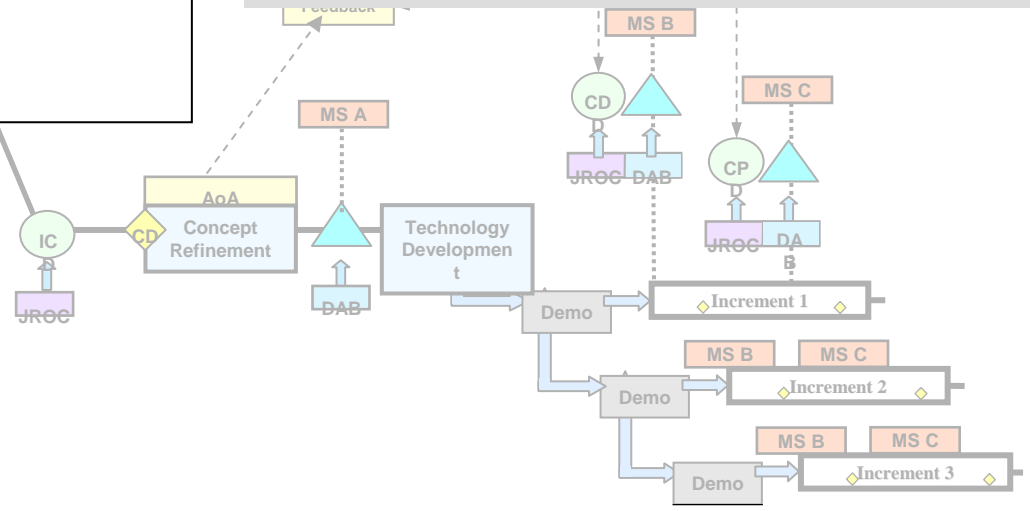 Feedback
MS B
MS C
CD
D
MS A
JROC
DAB
CP
D
AoA
IC
D
CD
Concept
Refinement
Technology
Developmen
t
JROC
DA
B
JROC
DAB
Demo
Increment 1
MS B
MS C
Demo
Increment 2
MS B
MS C
Demo
Increment 3